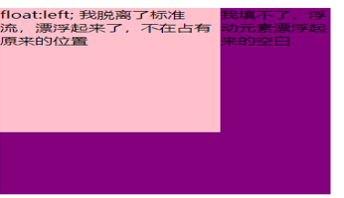 float:left; 我脱离了标准
流，漂浮起来了，不在占有
原来的位置
我填不了，浮
动元素漂浮起
来的空白